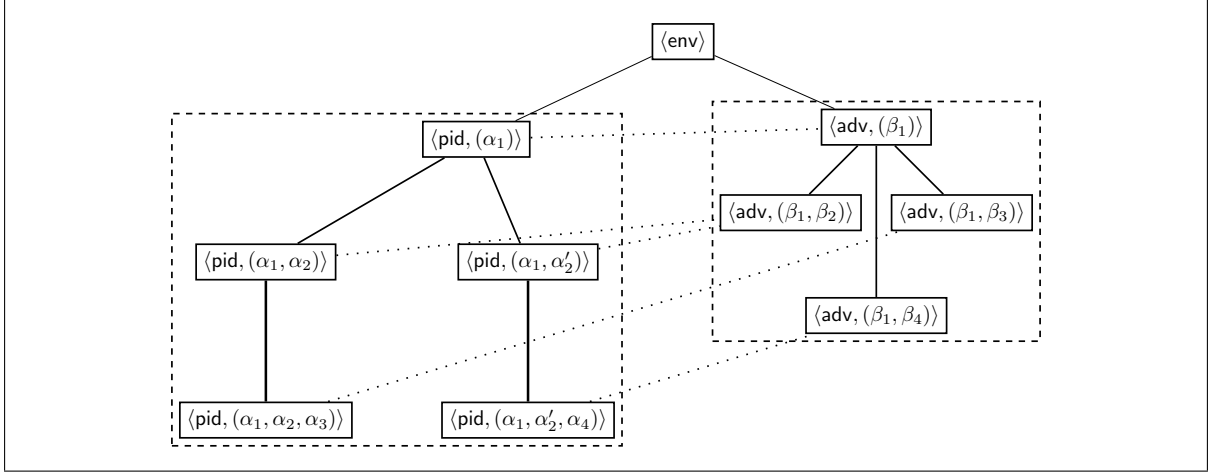 ⟨env⟩
⟨pid, (α₁)⟩
⟨adv, (β₁)⟩
⟨adv, (β₁, β₂)⟩
⟨adv, (β₁, β₃)⟩
⟨pid, (α₁, α₂)⟩
⟨pid, (α₁, α′₂)⟩
⟨adv, (β₁, β₄)⟩
⟨pid, (α₁, α₂, α₃)⟩
⟨pid, (α₁, α′₂, α₄)⟩